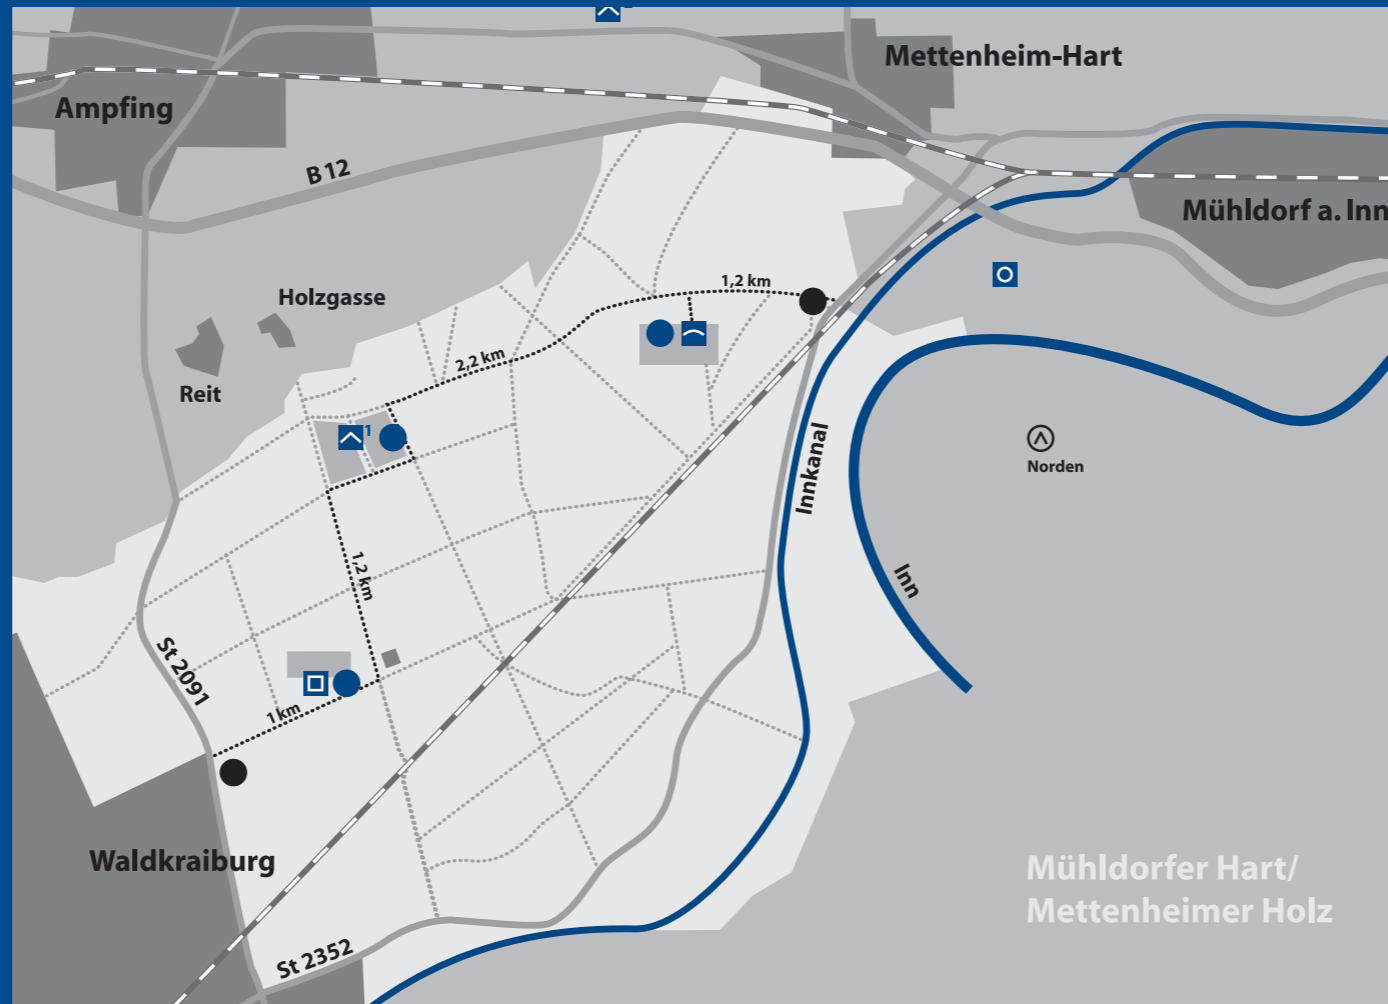 Mettenheim-Hart
Ampfing
B 12
Mühldorf a. Inn
1,2 km
Holzgasse
2,2 km
Reit
1
Innkanal
Norden
1,2 km
Inn
St 2091
1 km
Waldkraiburg
Mühldorfer Hart/
Mettenheimer Holz
St 2352